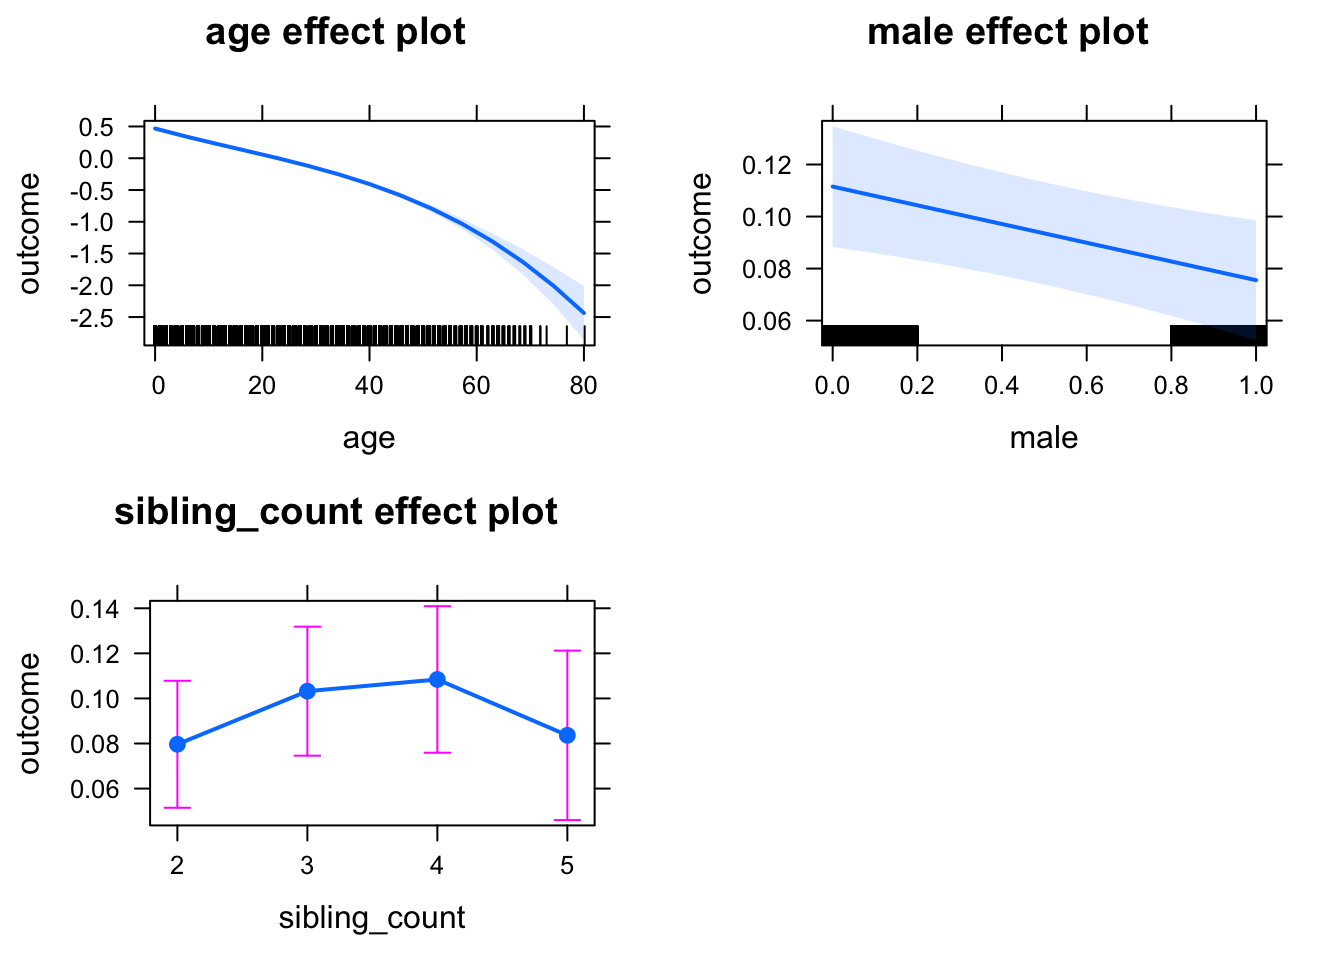 age effect plot
outcome
0.5
0.0
-0.5
-1.0
-1.5
-2.0
-2.5
0 20 40 60 80
age
male effect plot
outcome
0.12
0.10
0.08
0.06
0.0 0.2 0.4 0.6 0.8 1.0
male
sibling_count effect plot
outcome
0.14
0.12
0.10
0.08
0.06
2 3 4 5
sibling_count